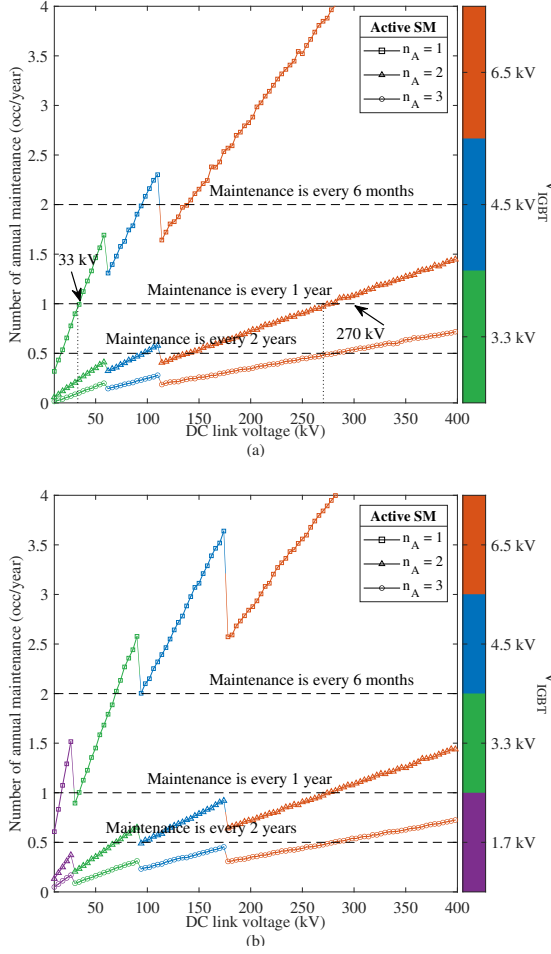 4
3.5
3
2.5
2
1.5
1
0.5
0
Number of annual maintenance (occ/year)
Active SM
n_A = 1
n_A = 2
n_A = 3
Maintenance is every 6 months
33 kV
Maintenance is every 1 year
270 kV
Maintenance is every 2 years
50 100 150 200 250 300 350 400
DC link voltage (kV)
(a)
6.5 kV
4.5 kV
3.3 kV
V_IGBT
4
3.5
3
2.5
2
1.5
1
0.5
0
Number of annual maintenance (occ/year)
Active SM
n_A = 1
n_A = 2
n_A = 3
Maintenance is every 6 months
Maintenance is every 1 year
Maintenance is every 2 years
50 100 150 200 250 300 350 400
DC link voltage (kV)
(b)
6.5 kV
4.5 kV
3.3 kV
1.7 kV
V_IGBT